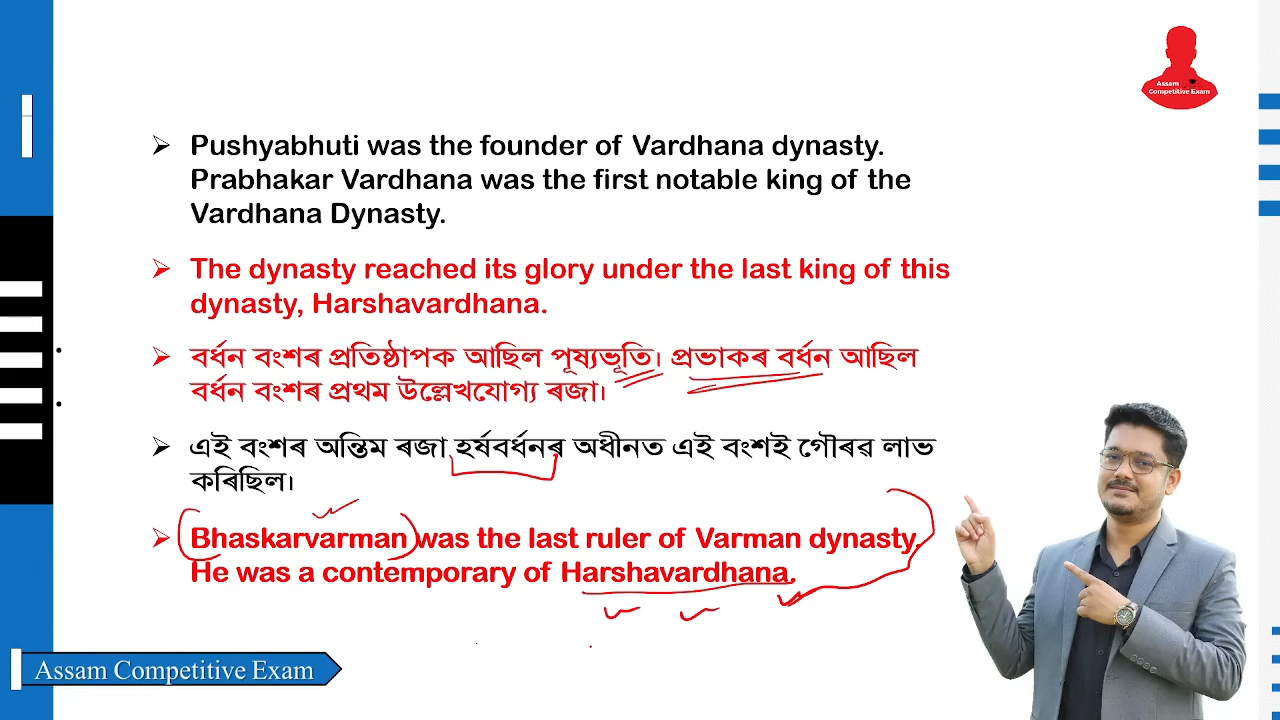 Assam
Competitive Exam
Pushyabhuti was the founder of Vardhana dynasty.
Prabhakar Vardhana was the first notable king of the
Vardhana Dynasty.
The dynasty reached its glory under the last king of this
dynasty, Harshavardhana.
বৰ্ধন বংশৰ প্ৰতিষ্ঠাপক আছিল পূষ্যভূতি। প্ৰভাকৰ বৰ্ধন আছিল
বৰ্ধন বংশৰ প্ৰথম উল্লেখযোগ্য ৰজা।
এই বংশৰ অন্তিম ৰজা হৰ্ষবৰ্ধনৰ অধীনত এই বংশই গৌৰৱ লাভ
কৰিছিল।
Bhaskarvarman was the last ruler of Varman dynasty.
He was a contemporary of Harshavardhana.
Assam Competitive Exam